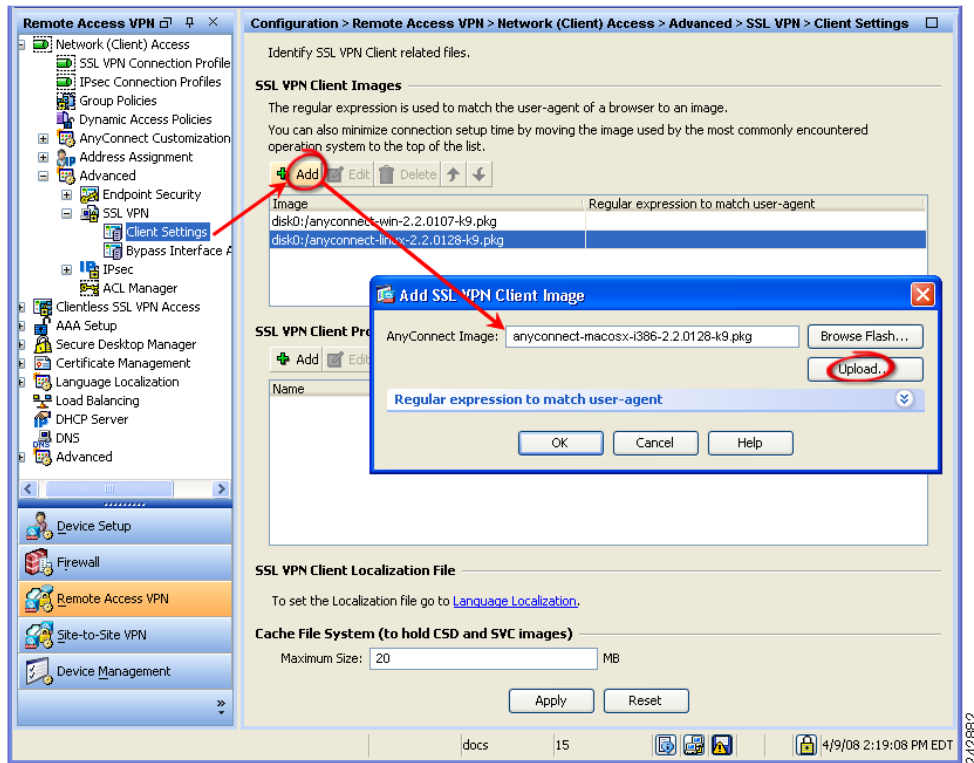 Remote Access VPN
Network (Client) Access
SSL VPN Connection Profile
IPsec Connection Profiles
Group Policies
Dynamic Access Policies
AnyConnect Customization
Address Assignment
Advanced
Endpoint Security
SSL VPN
Client Settings
Bypass Interface A
IPsec
ACL Manager
Clientless SSL VPN Access
AAA Setup
Secure Desktop Manager
Certificate Management
Language Localization
Load Balancing
DHCP Server
DNS
Advanced
Device Setup
Firewall
Remote Access VPN
Site-to-Site VPN
Device Management
Configuration > Remote Access VPN > Network (Client) Access > Advanced > SSL VPN > Client Settings
Identify SSL VPN Client related files.
SSL VPN Client Images
The regular expression is used to match the user-agent of a browser to an image.
You can also minimize connection setup time by moving the image used by the most commonly encountered
operation system to the top of the list.
Add Edit Delete
Image Regular expression to match user-agent
disk0:/anyconnect-win-2.2.0107-k9.pkg
disk0:/anyconnect-linux-2.2.0128-k9.pkg
SSL VPN Client Pro
Add Edit
Name
Add SSL VPN Client Image
AnyConnect Image: anyconnect-macosx-i386-2.2.0128-k9.pkg Browse Flash...
Upload..
Regular expression to match user-agent
OK Cancel Help
SSL VPN Client Localization File
To set the Localization file go to Language Localization.
Cache File System (to hold CSD and SVC images)
Maximum Size: 20 MB
Apply Reset
docs 15 4/9/08 2:19:08 PM EDT
242882